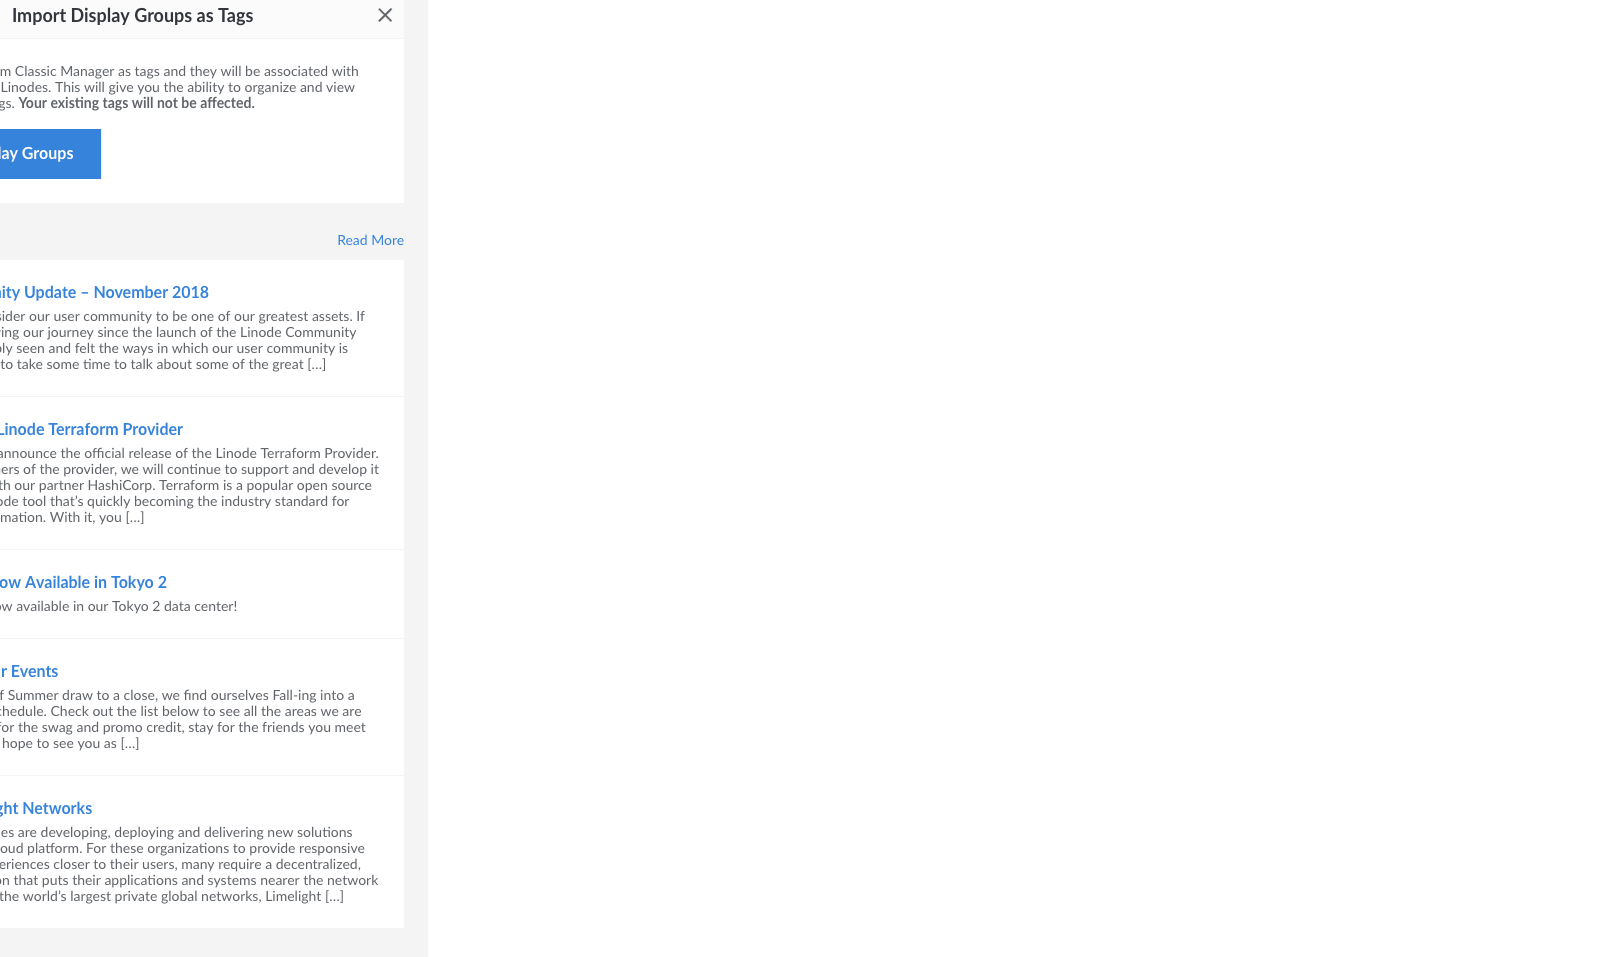 Import Display Groups as Tags
m Classic Manager as tags and they will be associated with
Linodes. This will give you the ability to organize and view
gs. Your existing tags will not be affected.
lay Groups
Read More
nity Update – November 2018
sider our user community to be one of our greatest assets. If
ring our journey since the launch of the Linode Community
bly seen and felt the ways in which our user community is
to take some time to talk about some of the great [...]
Linode Terraform Provider
announce the official release of the Linode Terraform Provider.
ers of the provider, we will continue to support and develop it
th our partner HashiCorp. Terraform is a popular open source
ode tool that's quickly becoming the industry standard for
mation. With it, you [...]
ow Available in Tokyo 2
ow available in our Tokyo 2 data center!
r Events
f Summer draw to a close, we find ourselves Fall-ing into a
chedule. Check out the list below to see all the areas we are
for the swag and promo credit, stay for the friends you meet
hope to see you as [...]
ght Networks
es are developing, deploying and delivering new solutions
oud platform. For these organizations to provide responsive
eriences closer to their users, many require a decentralized,
on that puts their applications and systems nearer the network
the world's largest private global networks, Limelight [...]